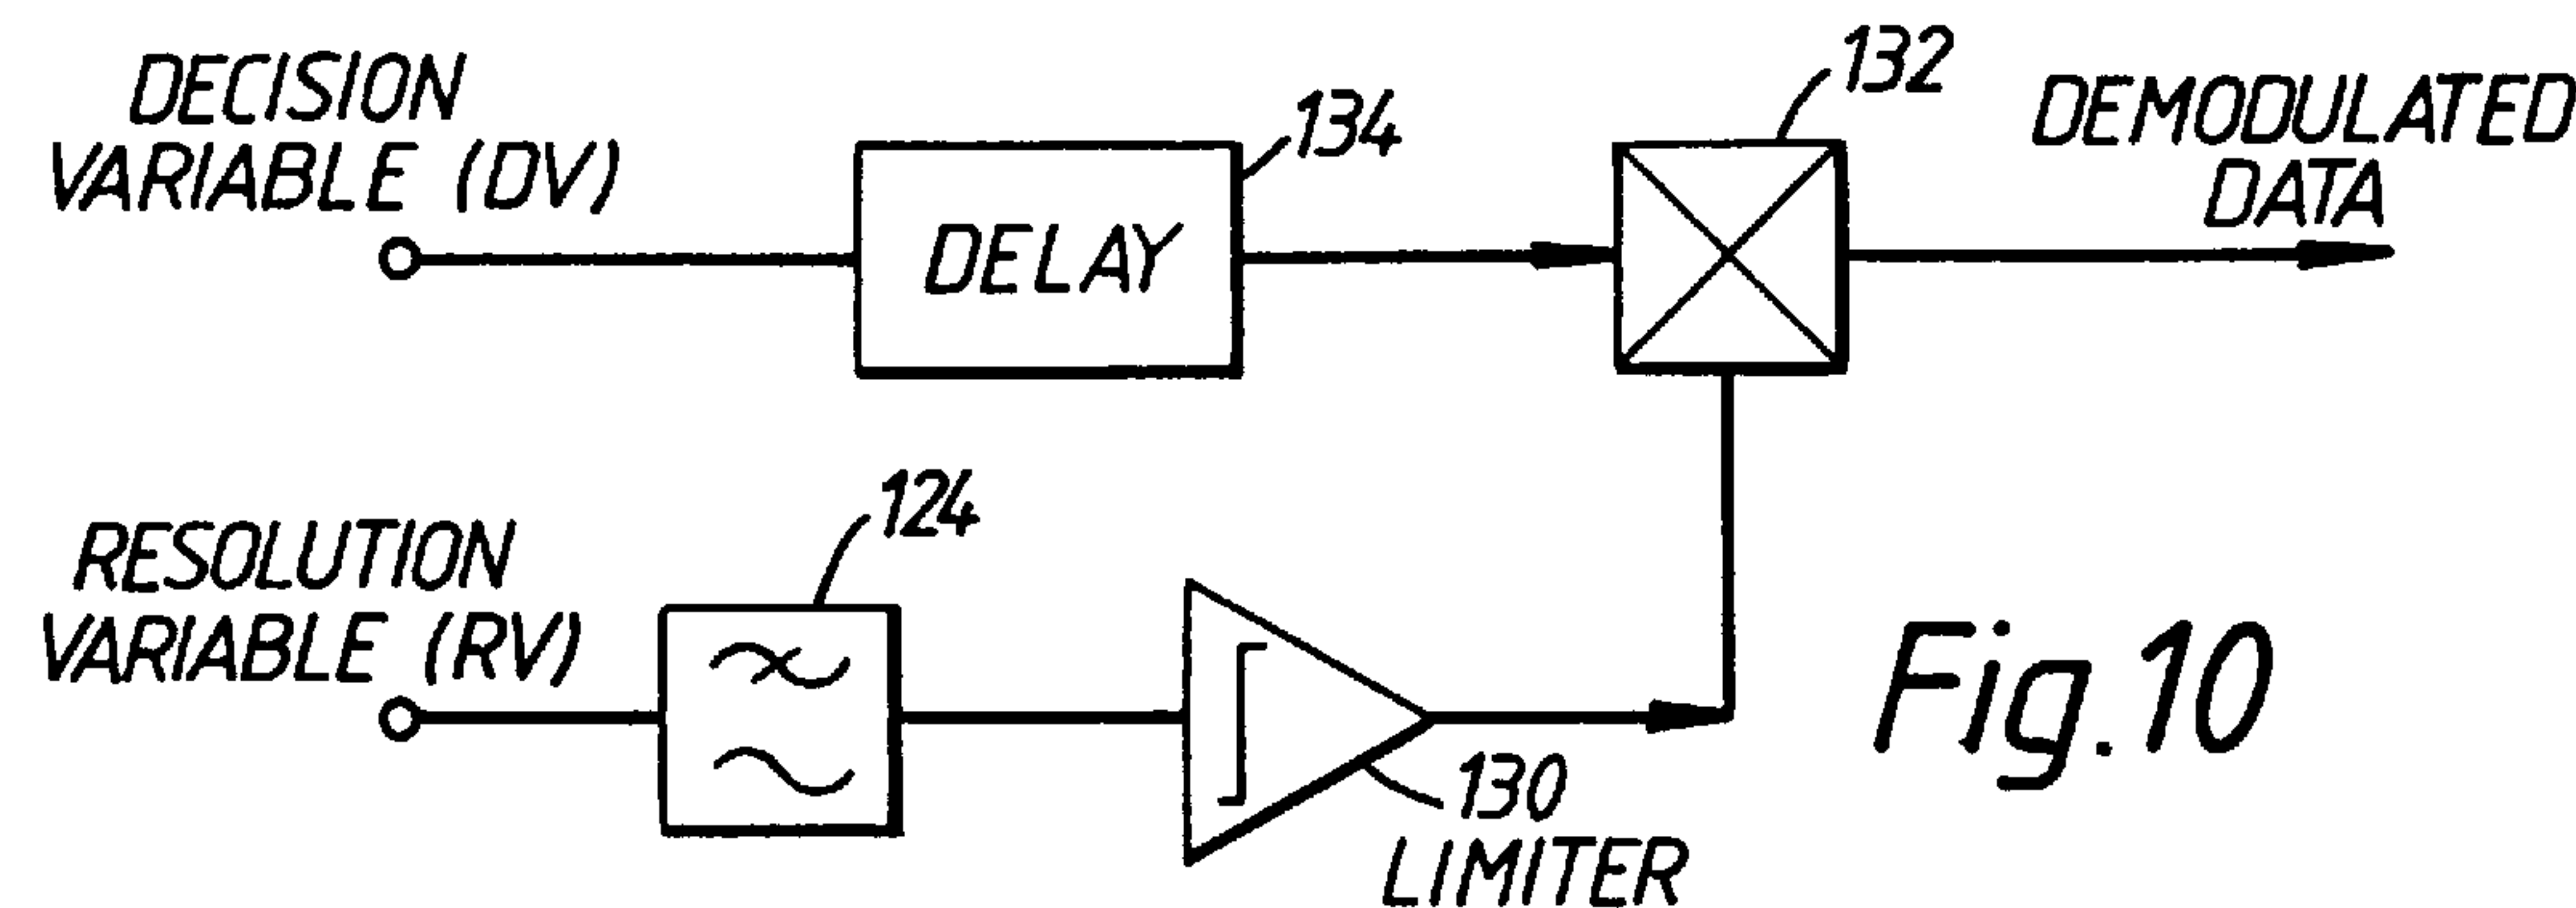 DECISION
VARIABLE (DV)
134
DELAY
132
DEMODULATED
DATA
RESOLUTION
VARIABLE (RV)
124
130
LIMITER
Fig.10